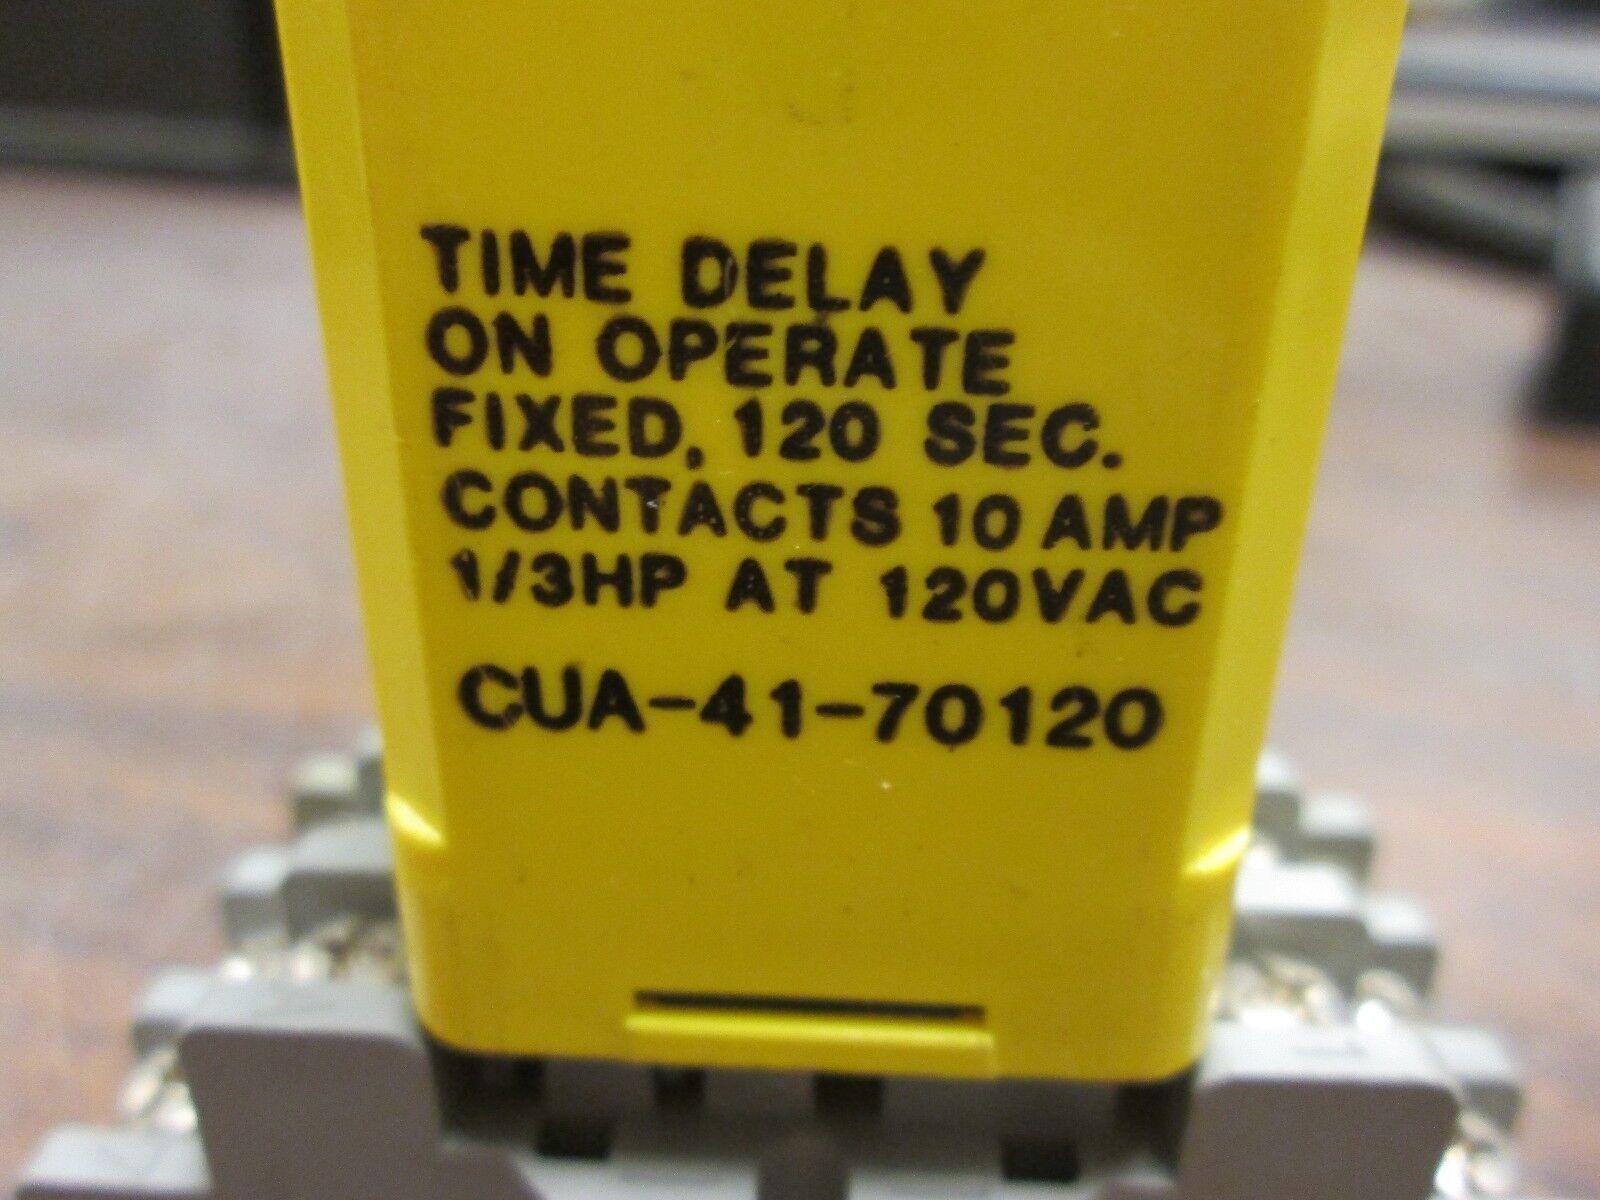 TIME DELAY
ON OPERATE
FIXED, 120 SEC.
CONTACTS 10 AMP
1/3HP AT 120VAC
CUA-41-70120